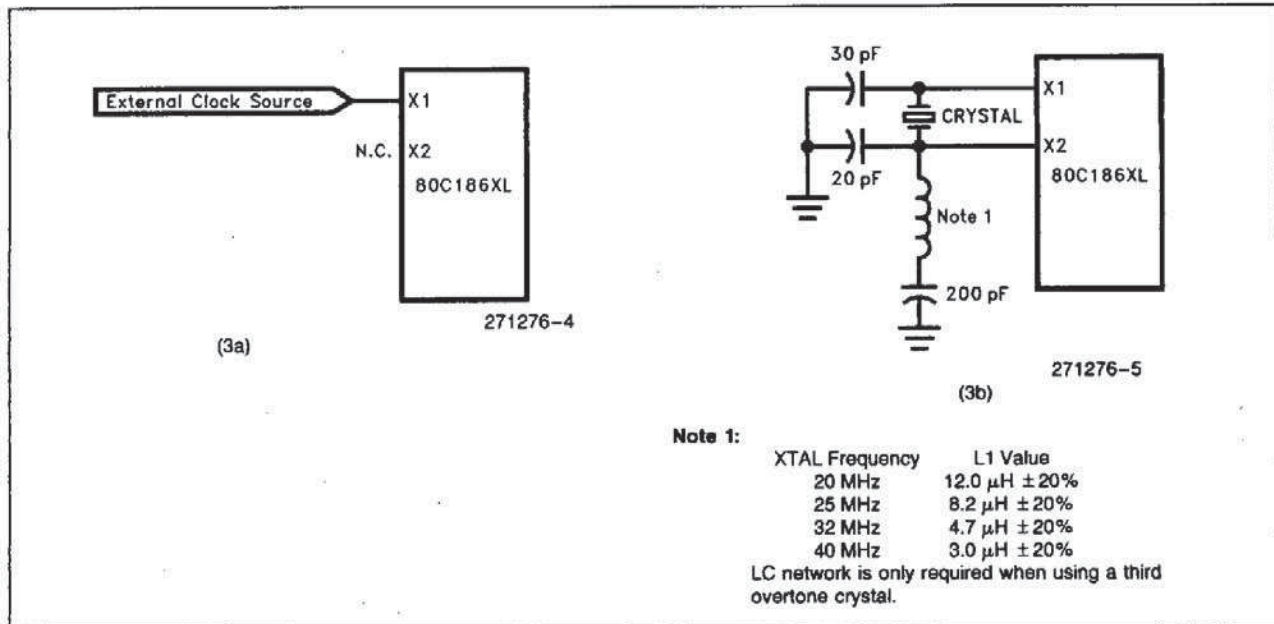 External Clock Source
X1
N.C.
X2
80C186XL
271276-4
(3a)
30 pF
X1
CRYSTAL
X2
20 pF
80C186XL
Note 1
200 pF
271276-5
(3b)
Note 1:
XTAL Frequency L1 Value
20 MHz 12.0 μH ±20%
25 MHz 8.2 μH ±20%
32 MHz 4.7 μH ±20%
40 MHz 3.0 μH ±20%
LC network is only required when using a third
overtone crystal.